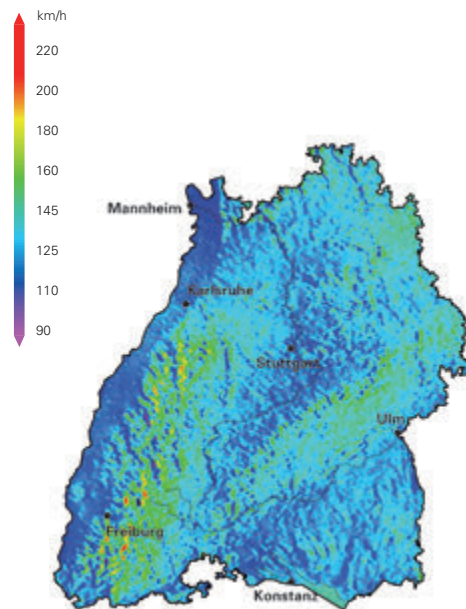 km/h
220
200
180
160
145
125
110
90
Mannheim
Karlsruhe
Stuttgart
Ulm
Freiburg
Konstanz